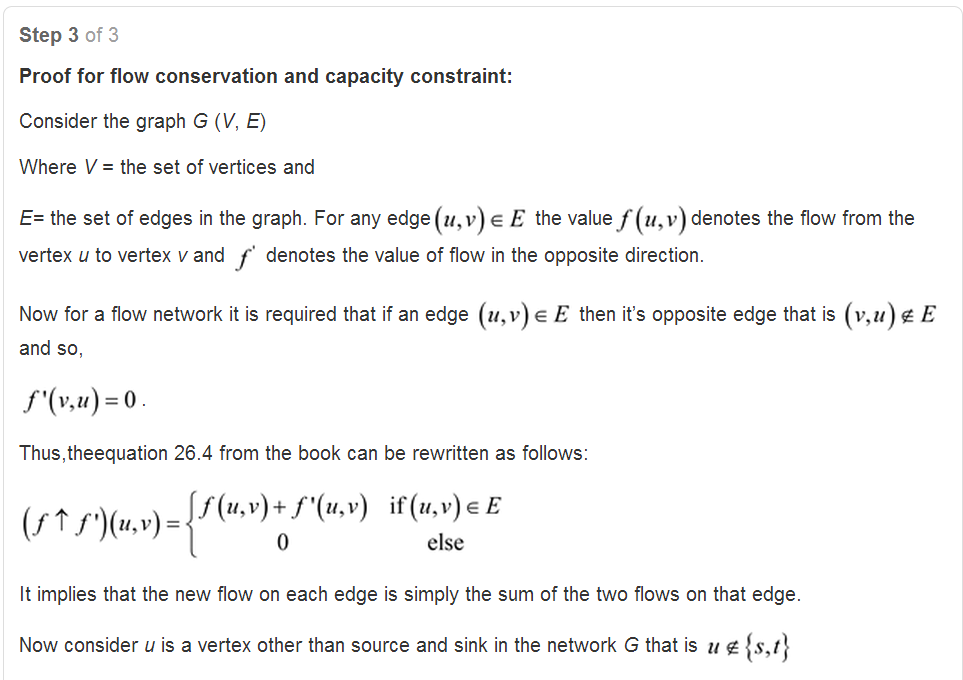 Step 3 of 3
Proof for flow conservation and capacity constraint:
Consider the graph G (V, E)
Where V = the set of vertices and
E= the set of edges in the graph. For any edge (u,v) ∈ E the value f (u,v) denotes the flow from the
vertex u to vertex v and f' denotes the value of flow in the opposite direction.
Now for a flow network it is required that if an edge (u,v) ∈ E then it's opposite edge that is (v,u) ∉ E
and so,
f'(v,u) = 0 .
Thus,theequation 26.4 from the book can be rewritten as follows:
(f ↑ f')(u,v) = { f (u,v) + f'(u,v) if (u,v) ∈ E
0 else
It implies that the new flow on each edge is simply the sum of the two flows on that edge.
Now consider u is a vertex other than source and sink in the network G that is u ∉ {s,t}